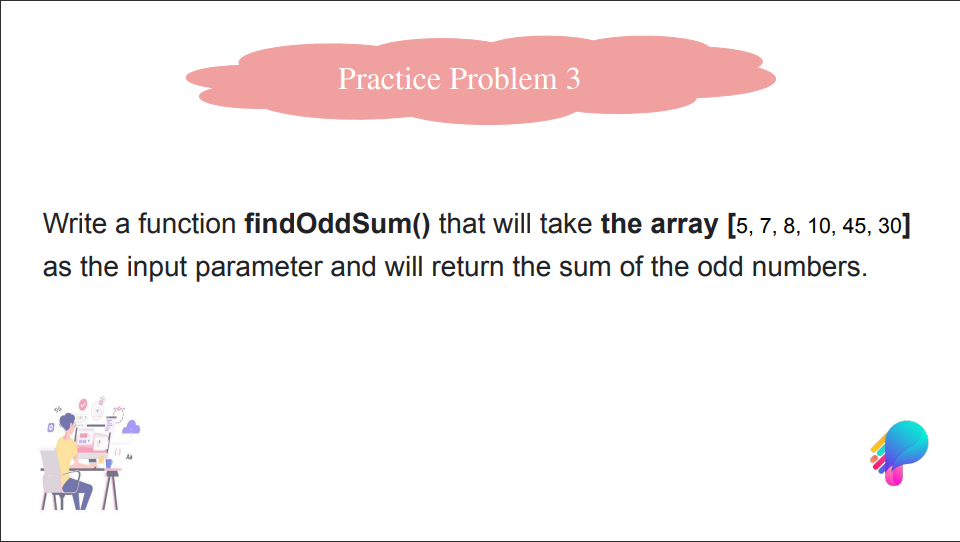 Practice Problem 3
Write a function findOddSum() that will take the array [5, 7, 8, 10, 45, 30]
as the input parameter and will return the sum of the odd numbers.